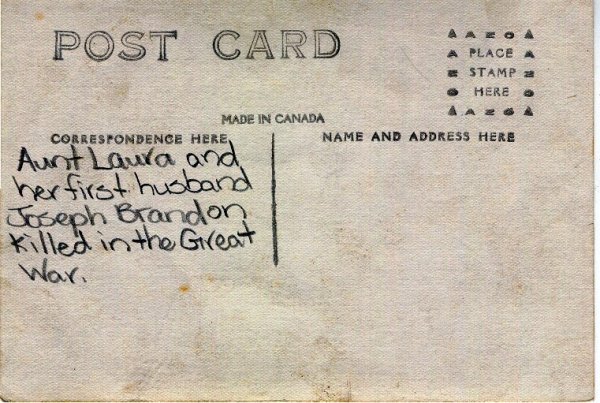 POST CARD
PLACE
STAMP
HERE
MADE IN CANADA
CORRESPONDENCE HERE
NAME AND ADDRESS HERE
Aunt Laura and
her first husband
Joseph Brandon
Killed in the Great
War.